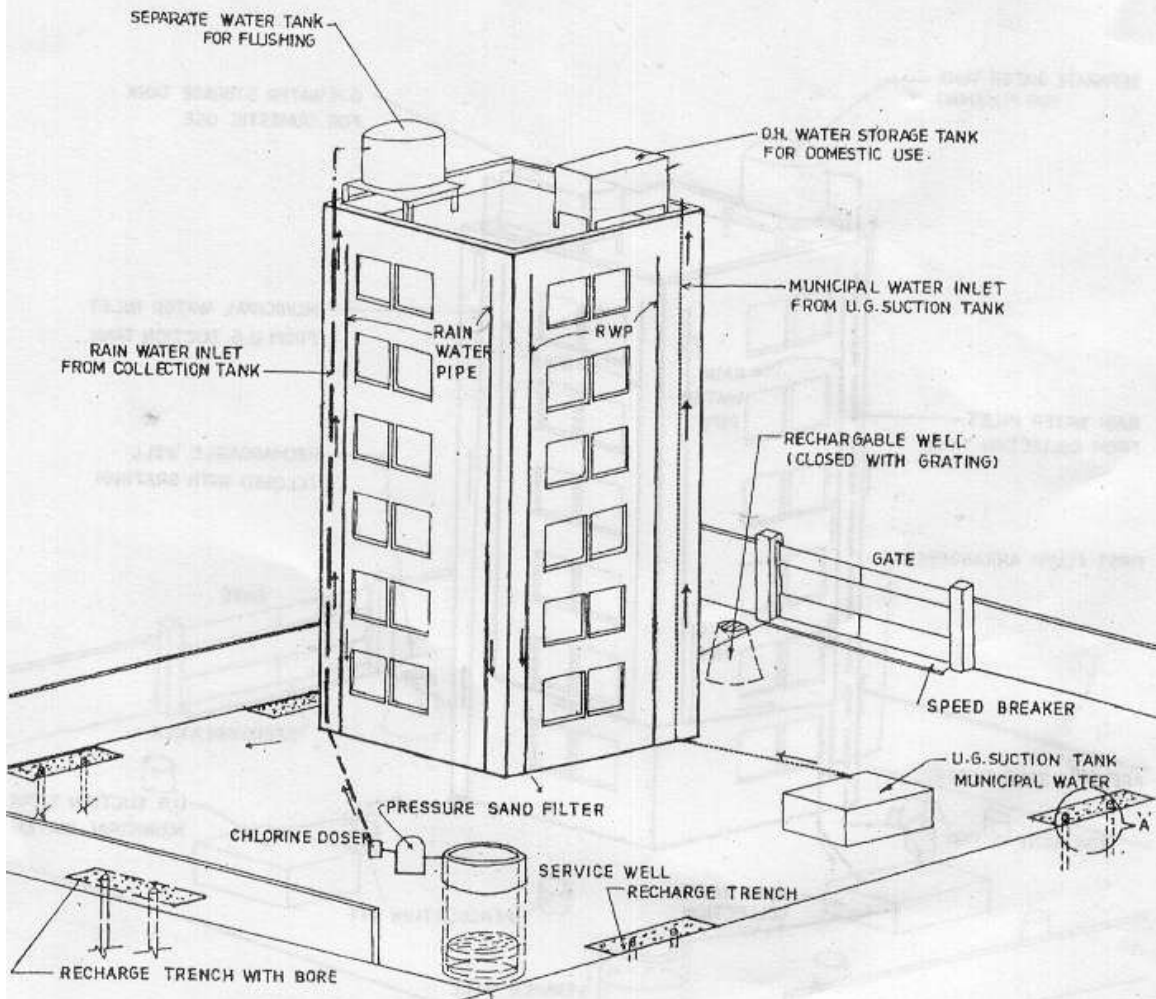 SEPARATE WATER TANK
FOR FLUSHING
O.H. WATER STORAGE TANK
FOR DOMESTIC USE.
MUNICIPAL WATER INLET
FROM U.G.SUCTION TANK
RAIN
WATER
PIPE
RWP
RAIN WATER INLET
FROM COLLECTION TANK
RECHARGABLE WELL
(CLOSED WITH GRATING)
GATE
SPEED BREAKER
U.G.SUCTION TANK
MUNICIPAL WATER
A
PRESSURE SAND FILTER
CHLORINE DOSER
SERVICE WELL
RECHARGE TRENCH
RECHARGE TRENCH WITH BORE